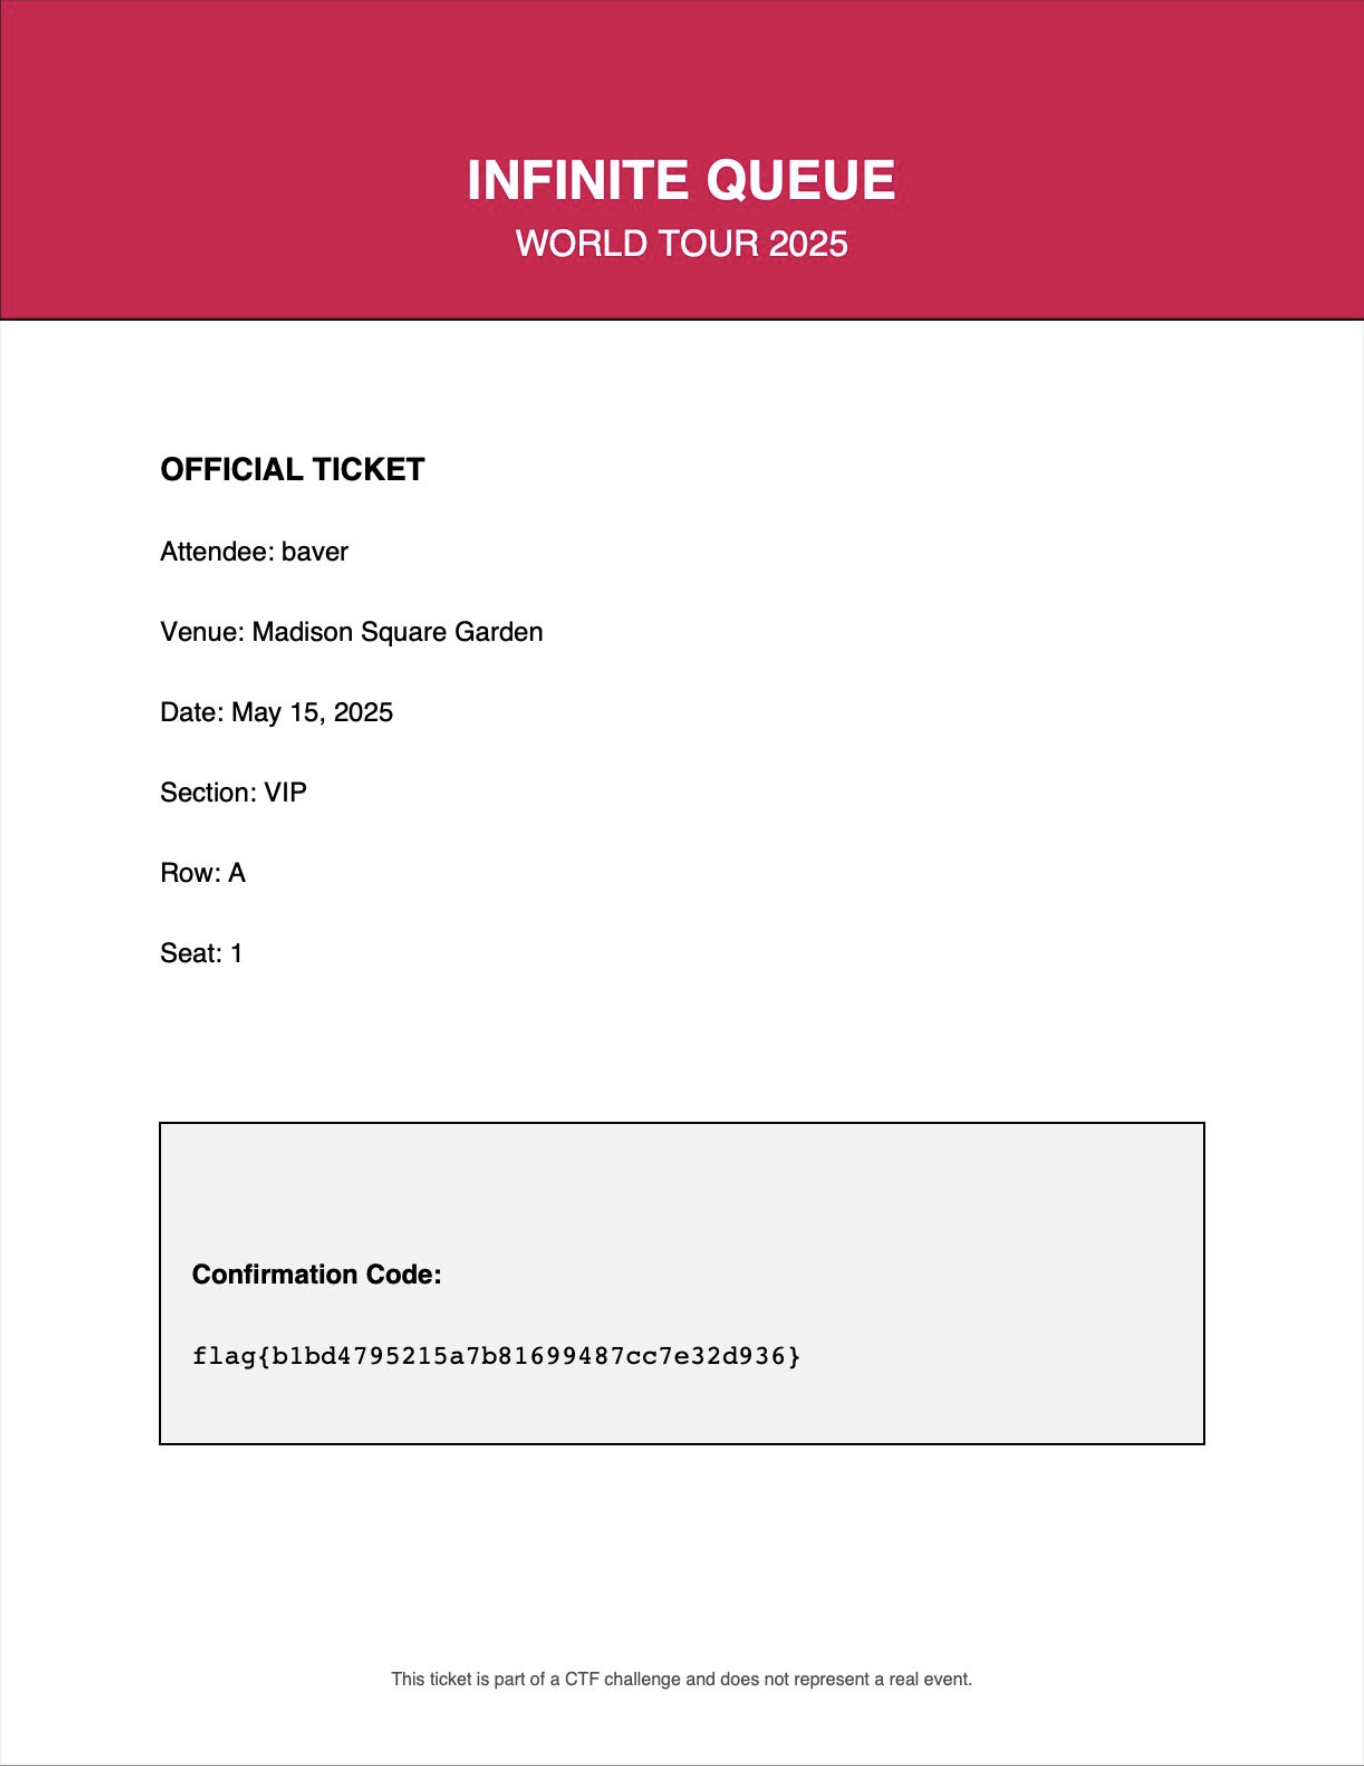 INFINITE QUEUE
WORLD TOUR 2025
OFFICIAL TICKET
Attendee: baver
Venue: Madison Square Garden
Date: May 15, 2025
Section: VIP
Row: A
Seat: 1
Confirmation Code:
flag{b1bd4795215a7b81699487cc7e32d936}
This ticket is part of a CTF challenge and does not represent a real event.